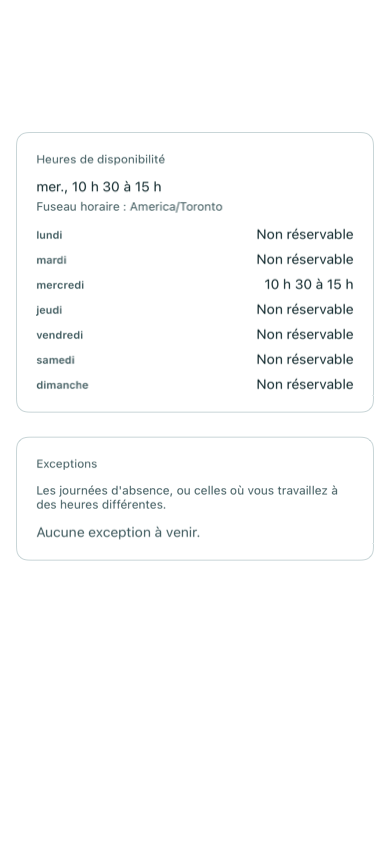 Heures de disponibilité
mer., 10 h 30 à 15 h
Fuseau horaire : America/Toronto
lundi Non réservable
mardi Non réservable
mercredi 10 h 30 à 15 h
jeudi Non réservable
vendredi Non réservable
samedi Non réservable
dimanche Non réservable
Exceptions
Les journées d'absence, ou celles où vous travaillez à
des heures différentes.
Aucune exception à venir.